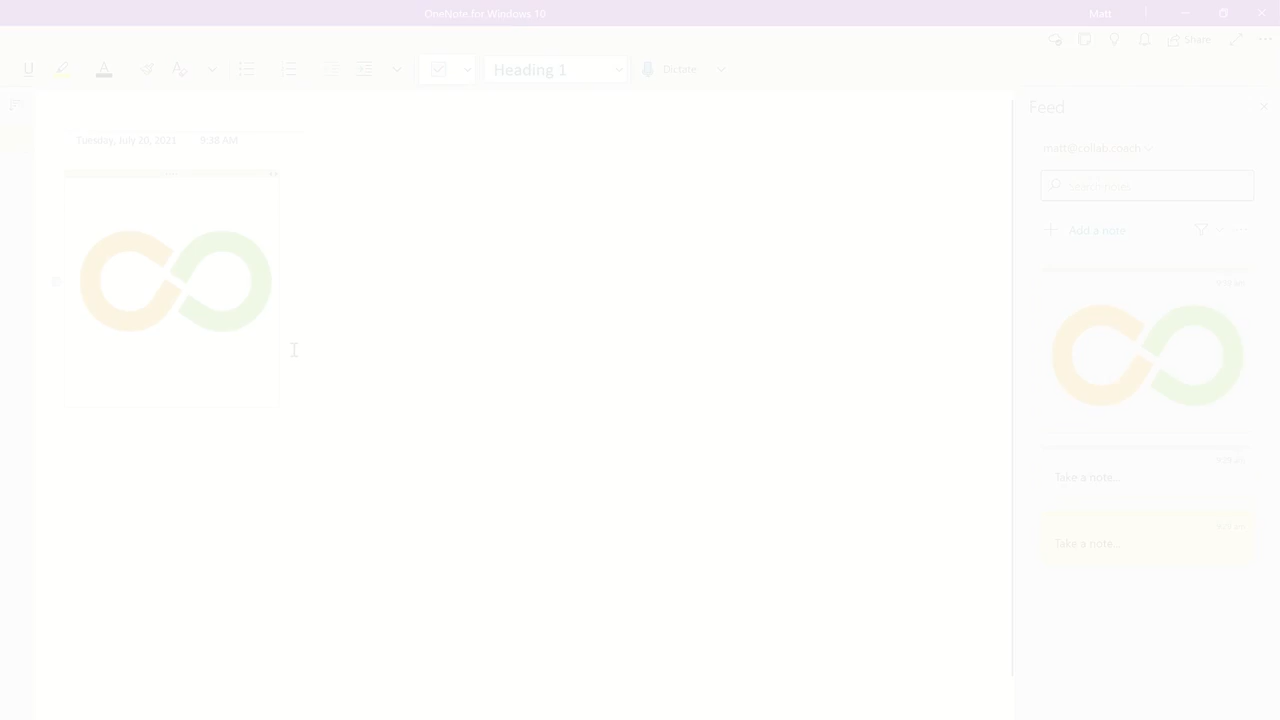 OneNote for Windows 10
Matt
Share
U
A
A
Heading 1
Dictate
Feed
Tuesday, July 20, 2021 9:38 AM
matt@collab.coach
Search notes...
Add a note
Take a note...
Take a note...